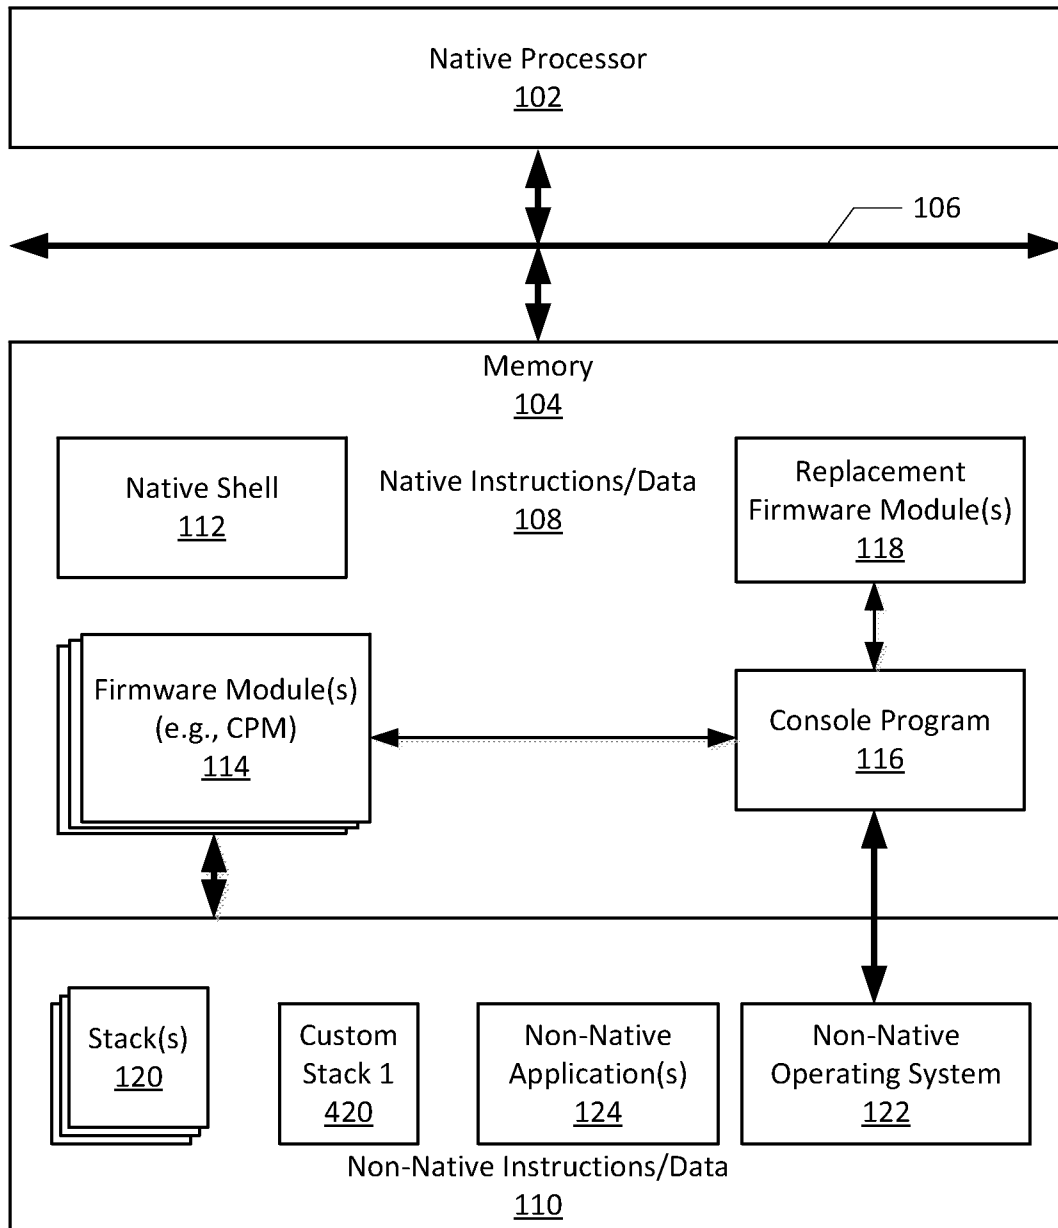 Native Processor
102
106
Memory
104
Native Shell
112
Native Instructions/Data
108
Replacement
Firmware Module(s)
118
Firmware Module(s)
(e.g., CPM)
114
Console Program
116
Stack(s)
120
Custom
Stack 1
420
Non-Native
Application(s)
124
Non-Native
Operating System
122
Non-Native Instructions/Data
110